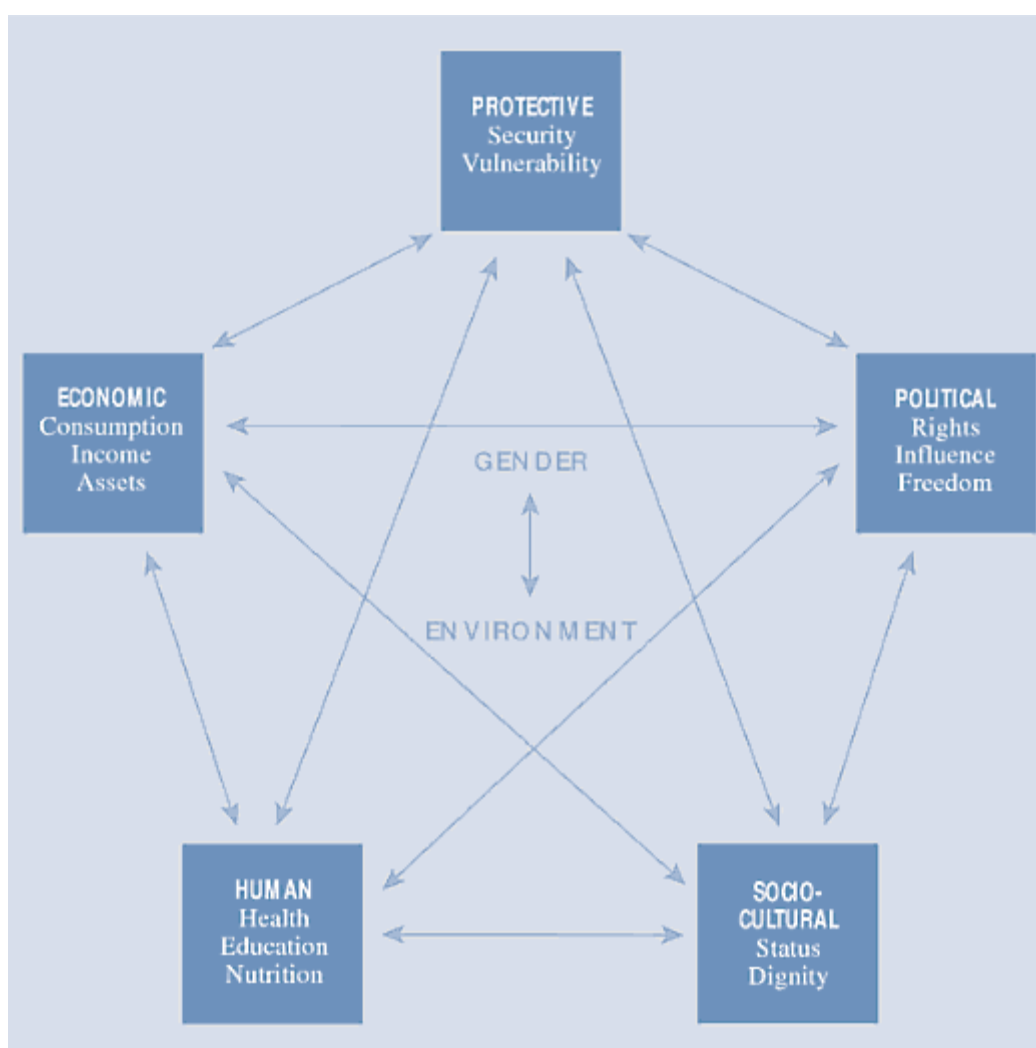 PROTECTIVE
Security
Vulnerability
ECONOMIC
Consumption
Income
Assets
POLITICAL
Rights
Influence
Freedom
GENDER
ENVIRONMENT
HUMAN
Health
Education
Nutrition
SOCIO-
CULTURAL
Status
Dignity